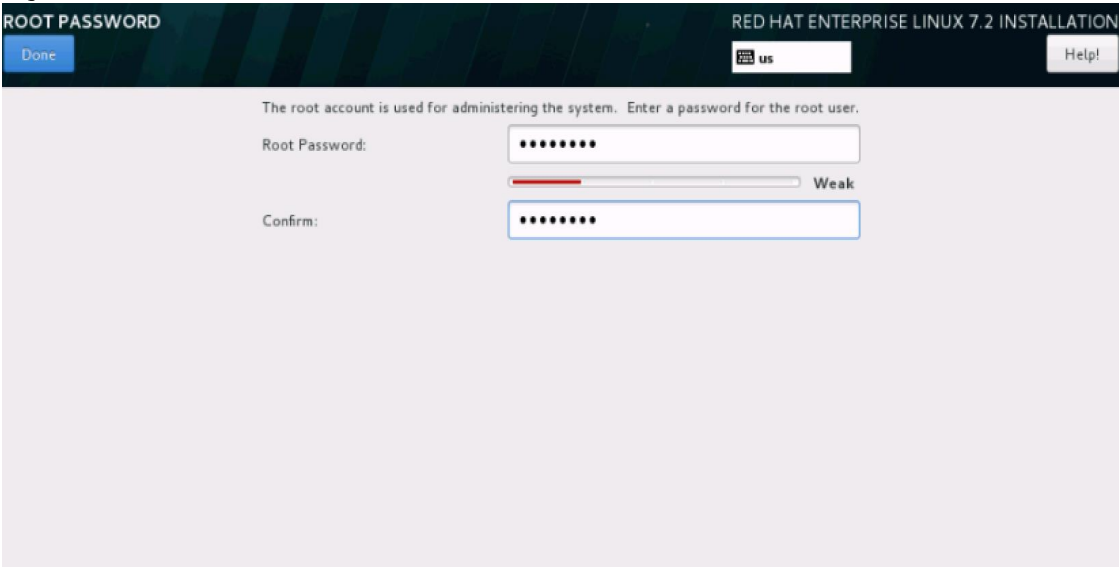 ROOT PASSWORD
RED HAT ENTERPRISE LINUX 7.2 INSTALLATION
Done
us
Help!
The root account is used for administering the system. Enter a password for the root user.
Root Password:
••••••••
Weak
Confirm:
••••••••